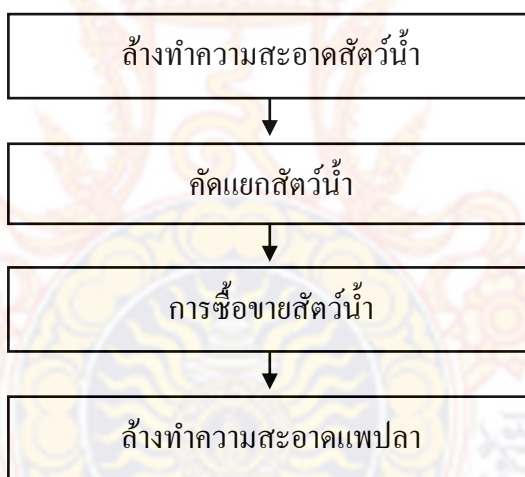 ล้างทำความสะอาดสัตว์น้ำ
คัดแยกสัตว์น้ำ
การซื้อขายสัตว์น้ำ
ล้างทำความสะอาดแพปลา